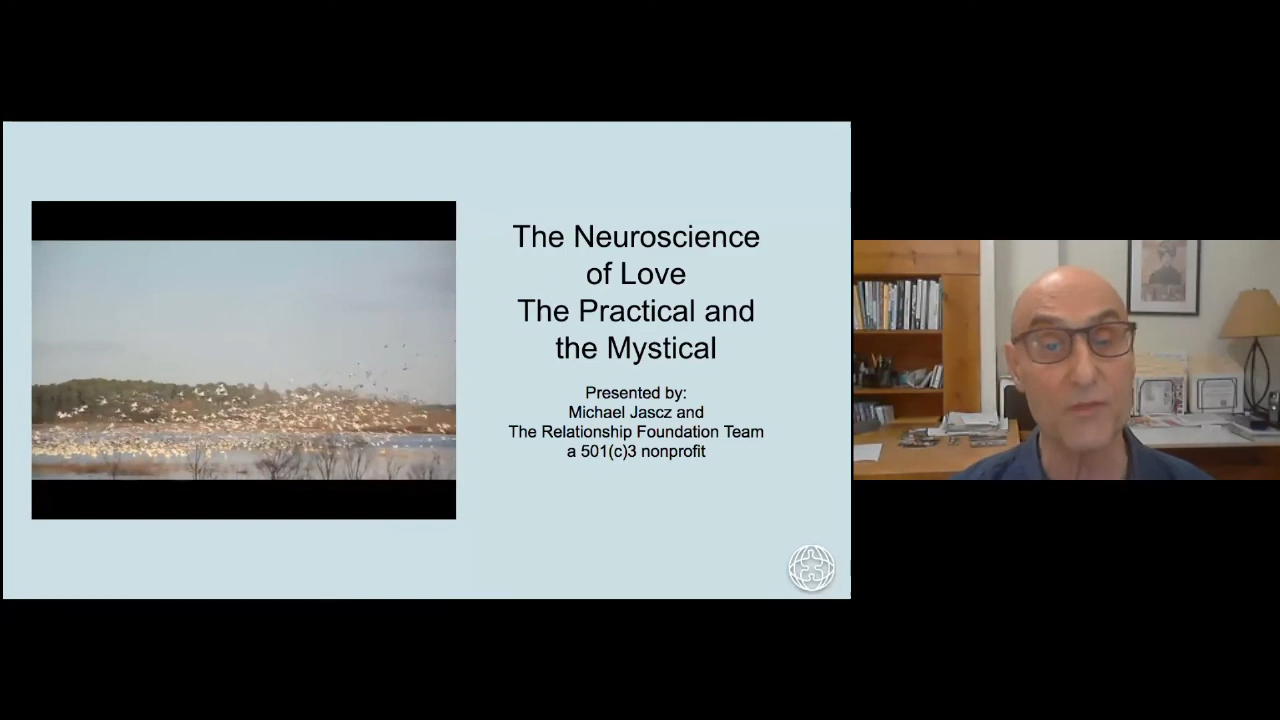 The Neuroscience
of Love
The Practical and
the Mystical
Presented by:
Michael Jascz and
The Relationship Foundation Team
a 501(c)3 nonprofit